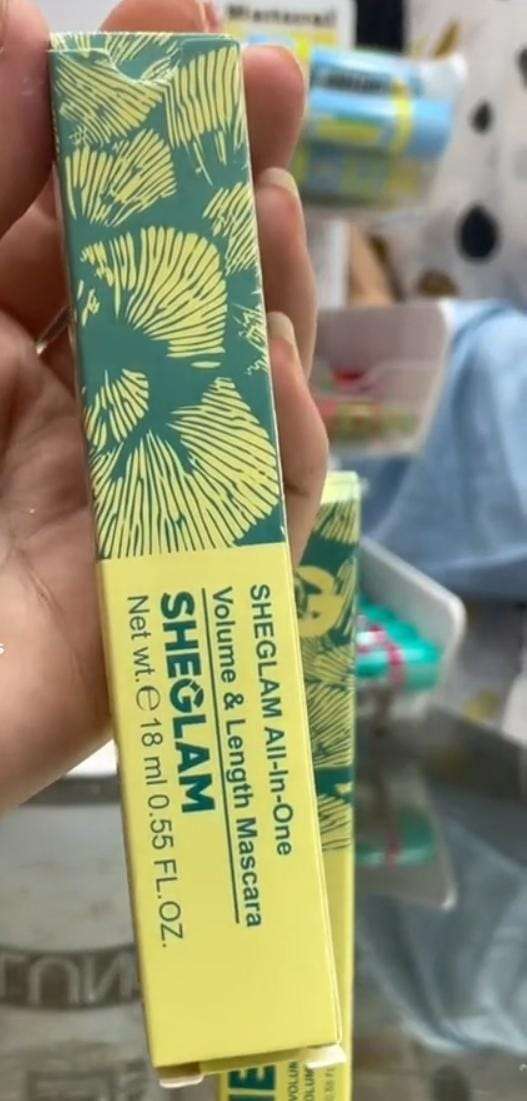 SHEGLAM All-In-One
Volume & Length Mascara
SHEGLAM
Net wt. ℮ 18 ml 0.55 FL.OZ.